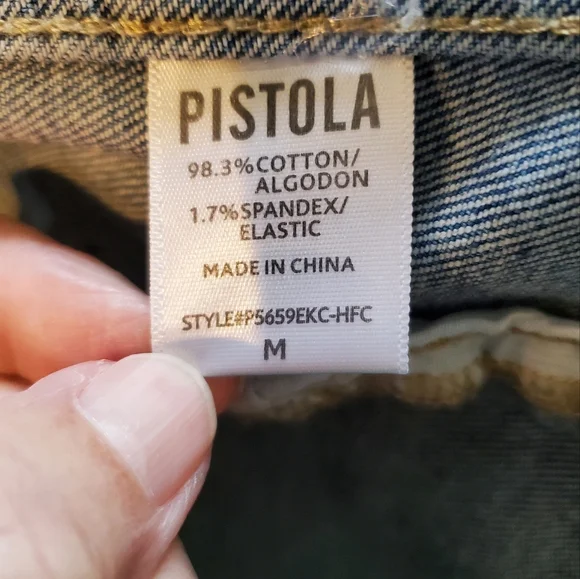 PISTOLA
98.3%COTTON/
ALGODON
1.7%SPANDEX/
ELASTIC
MADE IN CHINA
STYLE#P5659EKC-HFC
M